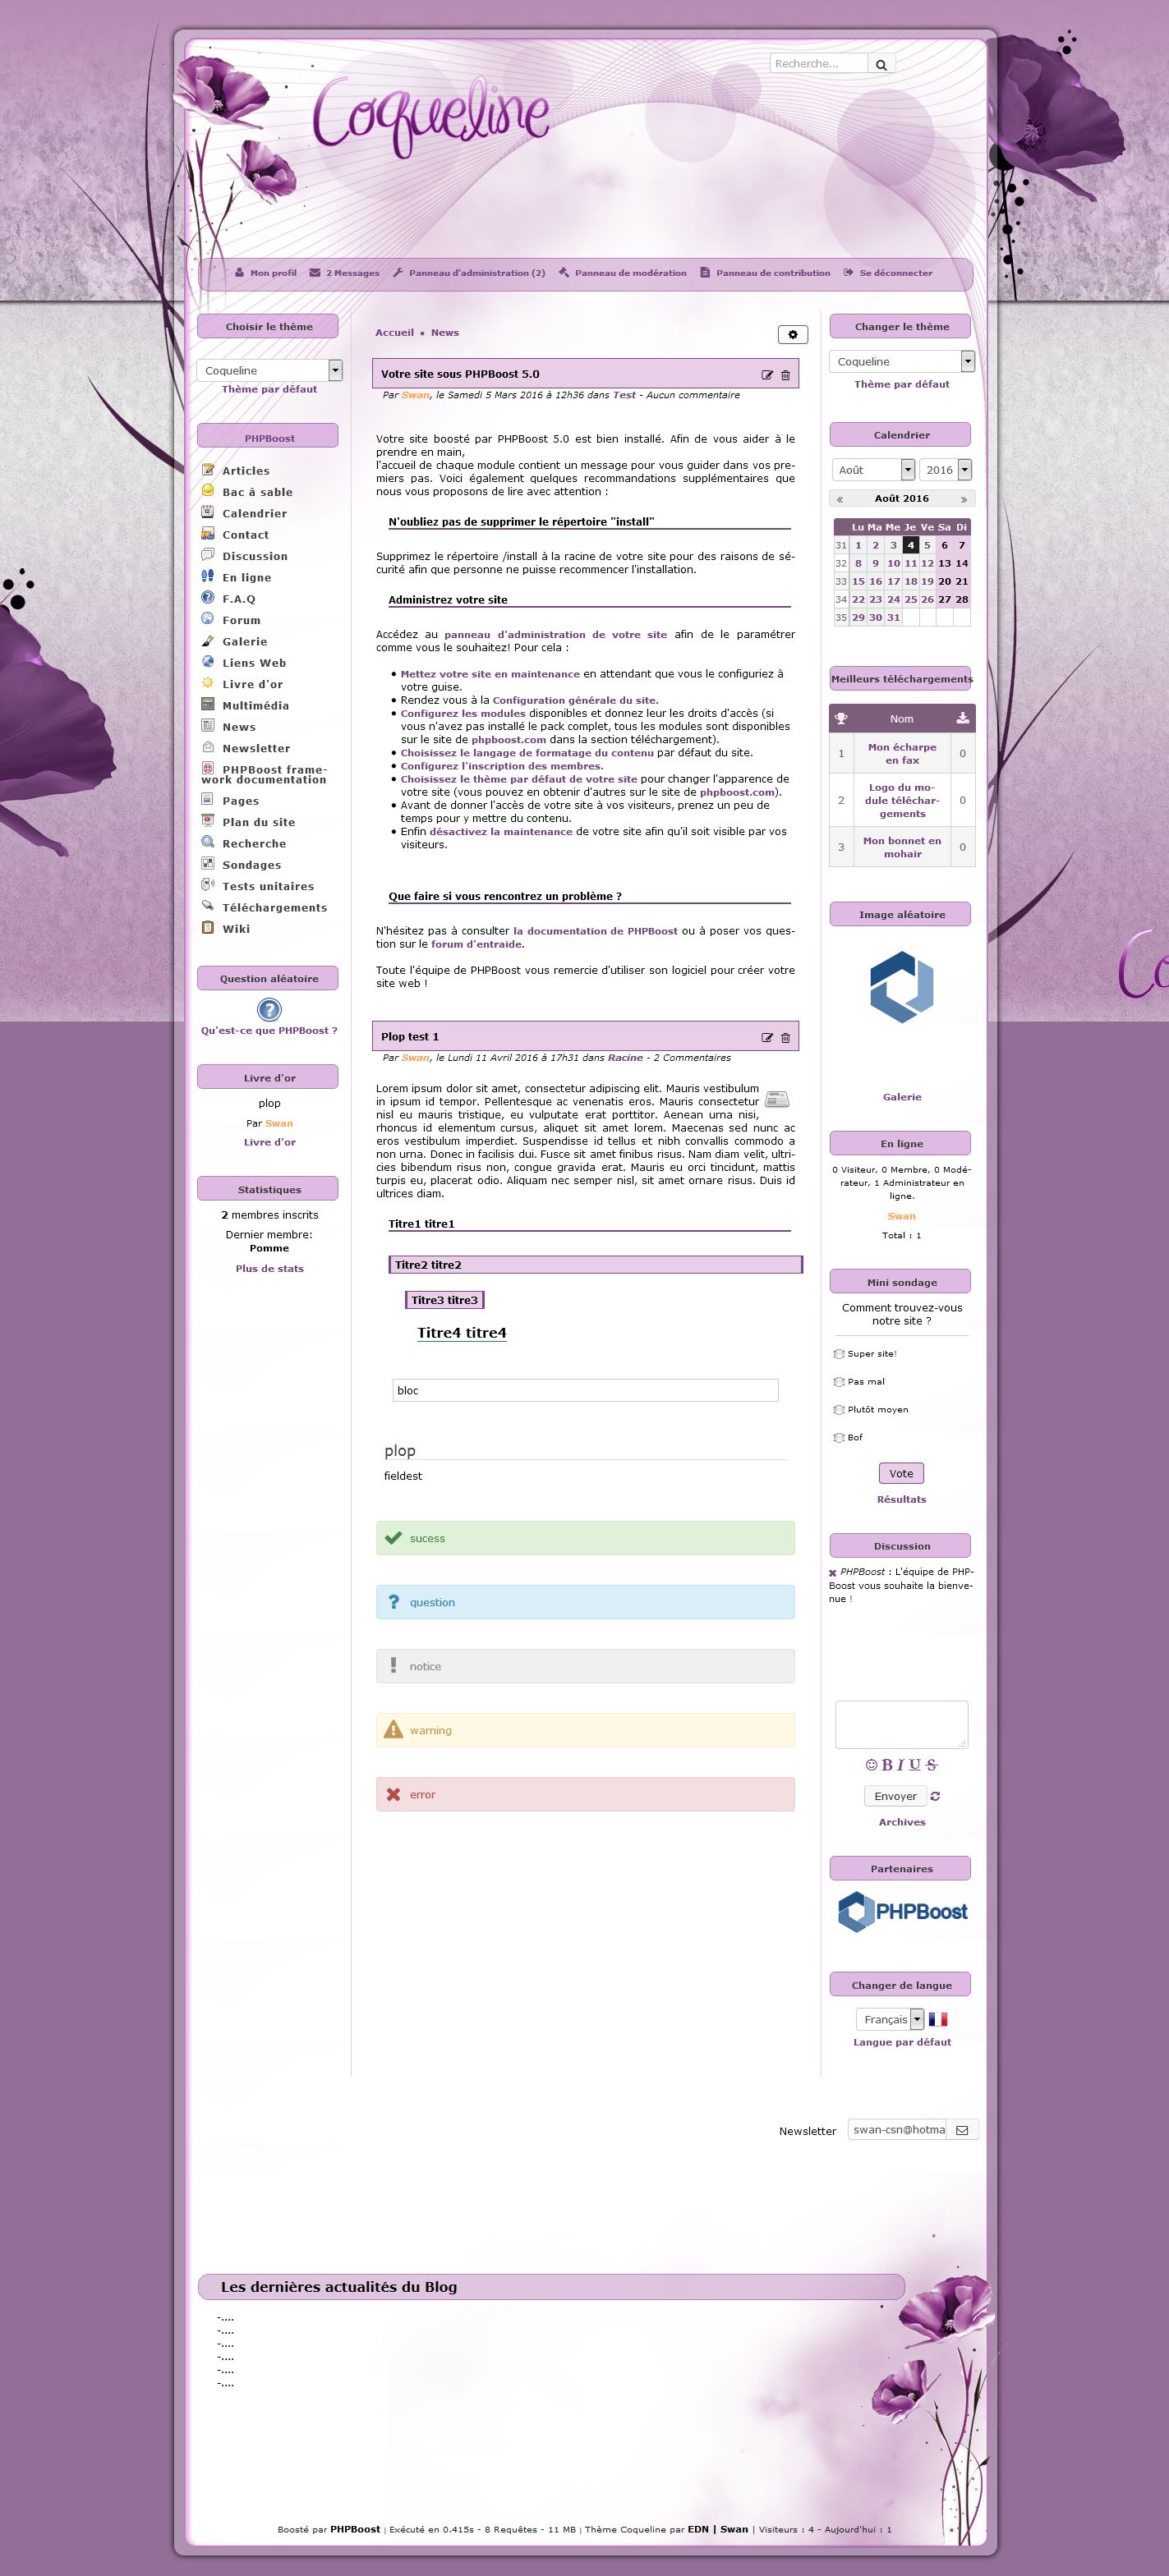 Recherche...
Coqueline
Mon profil 2 Messages Panneau d'administration (2) Panneau de modération Panneau de contribution Se déconnecter
Choisir le thème
Coqueline
Thème par défaut
PHPBoost
Articles
Bac à sable
Calendrier
Contact
Discussion
En ligne
F.A.Q
Forum
Galerie
Liens Web
Livre d'or
Multimédia
News
Newsletter
PHPBoost frame-
work documentation
Pages
Plan du site
Recherche
Sondages
Tests unitaires
Téléchargements
Wiki
Question aléatoire
?
Qu'est-ce que PHPBoost ?
Livre d'or
plop
Par Swan
Livre d'or
Statistiques
2 membres inscrits
Dernier membre:
Pomme
Plus de stats
Accueil ▪ News
Votre site sous PHPBoost 5.0
Par Swan, le Samedi 5 Mars 2016 à 12h36 dans Test - Aucun commentaire
Votre site boosté par PHPBoost 5.0 est bien installé. Afin de vous aider à le
prendre en main,
l'accueil de chaque module contient un message pour vous guider dans vos pre-
miers pas. Voici également quelques recommandations supplémentaires que
nous vous proposons de lire avec attention :
N'oubliez pas de supprimer le répertoire "install"
Supprimez le répertoire /install à la racine de votre site pour des raisons de sé-
curité afin que personne ne puisse recommencer l'installation.
Administrez votre site
Accédez au panneau d'administration de votre site afin de le paramétrer
comme vous le souhaitez! Pour cela :
• Mettez votre site en maintenance en attendant que vous le configuriez à
votre guise.
• Rendez vous à la Configuration générale du site.
• Configurez les modules disponibles et donnez leur les droits d'accès (si
vous n'avez pas installé le pack complet, tous les modules sont disponibles
sur le site de phpboost.com dans la section téléchargement).
• Choisissez le langage de formatage du contenu par défaut du site.
• Configurez l'inscription des membres.
• Choisissez le thème par défaut de votre site pour changer l'apparence de
votre site (vous pouvez en obtenir d'autres sur le site de phpboost.com).
• Avant de donner l'accès de votre site à vos visiteurs, prenez un peu de
temps pour y mettre du contenu.
• Enfin désactivez la maintenance de votre site afin qu'il soit visible par vos
visiteurs.
Que faire si vous rencontrez un problème ?
N'hésitez pas à consulter la documentation de PHPBoost ou à poser vos ques-
tion sur le forum d'entraide.
Toute l'équipe de PHPBoost vous remercie d'utiliser son logiciel pour créer votre
site web !
Plop test 1
Par Swan, le Lundi 11 Avril 2016 à 17h31 dans Racine - 2 Commentaires
Lorem ipsum dolor sit amet, consectetur adipiscing elit. Mauris vestibulum
in ipsum id tempor. Pellentesque ac venenatis eros. Mauris consectetur
nisl eu mauris tristique, eu vulputate erat porttitor. Aenean urna nisi,
rhoncus id elementum cursus, aliquet sit amet lorem. Maecenas sed nunc ac
eros vestibulum imperdiet. Suspendisse id tellus et nibh convallis commodo a
non urna. Donec in facilisis dui. Fusce sit amet finibus risus. Nam diam velit, ultri-
cies bibendum risus non, congue gravida erat. Mauris eu orci tincidunt, mattis
turpis eu, placerat odio. Aliquam nec semper nisl, sit amet ornare risus. Duis id
ultrices diam.
Titre1 titre1
Titre2 titre2
Titre3 titre3
Titre4 titre4
bloc
plop
fieldest
sucess
? question
! notice
warning
error
Changer le thème
Coqueline
Thème par défaut
Calendrier
Août 2016
« Août 2016 »
Lu Ma Me Je Ve Sa Di
31 1 2 3 4 5 6 7
32 8 9 10 11 12 13 14
33 15 16 17 18 19 20 21
34 22 23 24 25 26 27 28
35 29 30 31
Meilleurs téléchargements
Nom
1 Mon écharpe 0
en fax
Logo du mo-
2 dule téléchar- 0
gements
3 Mon bonnet en 0
mohair
Image aléatoire
Galerie
En ligne
0 Visiteur, 0 Membre, 0 Modé-
rateur, 1 Administrateur en
ligne.
Swan
Total : 1
Mini sondage
Comment trouvez-vous
notre site ?
Super site!
Pas mal
Plutôt moyen
Bof
Vote
Résultats
Discussion
PHPBoost : L'équipe de PHP-
Boost vous souhaite la bienve-
nue !
B I U S
Envoyer
Archives
Partenaires
PHPBoost
Changer de langue
Français
Langue par défaut
Newsletter swan-csn@hotma
Les dernières actualités du Blog
-....
-....
-....
-....
-....
-....
Boosté par PHPBoost | Exécuté en 0.415s - 8 Requêtes - 11 MB | Thème Coqueline par EDN | Swan | Visiteurs : 4 - Aujourd'hui : 1